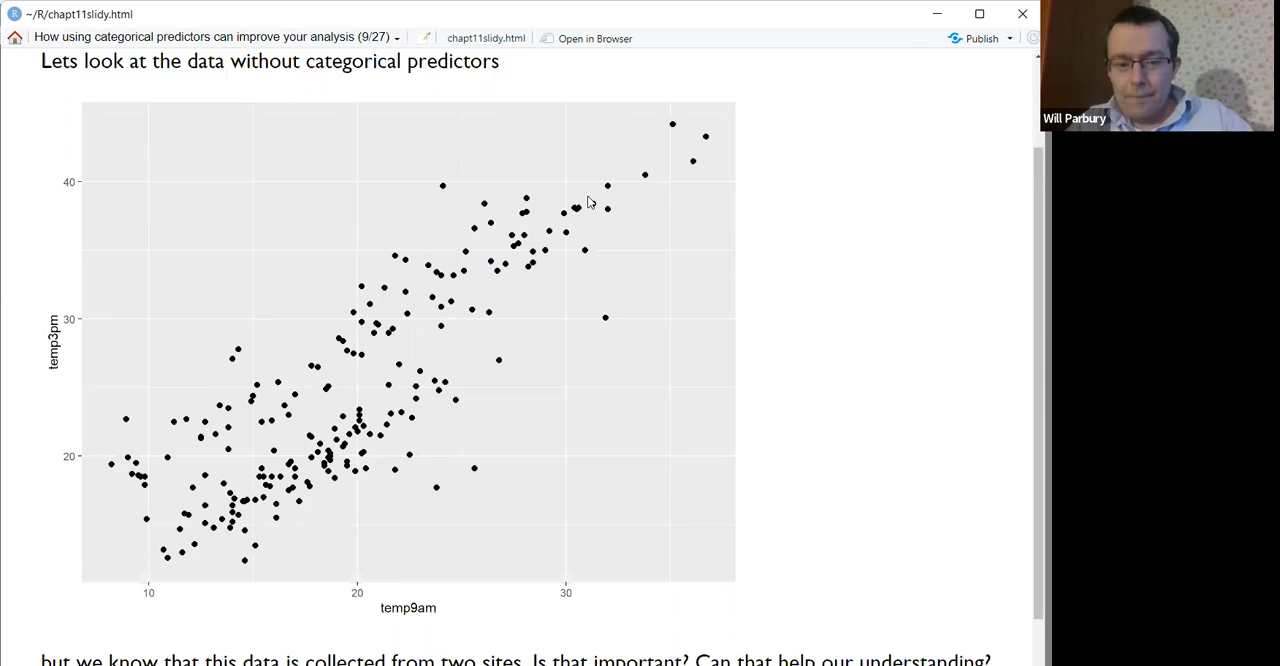 ~/R/chapt11slidy.html
How using categorical predictors can improve your analysis (9/27)
chapt11slidy.html
Open in Browser
Publish
Will Parbury
Lets look at the data without categorical predictors
temp3pm
40
30
20
10
20
30
temp9am
but we know that this data is collected from two sites. Is that important? Can that help our understanding?